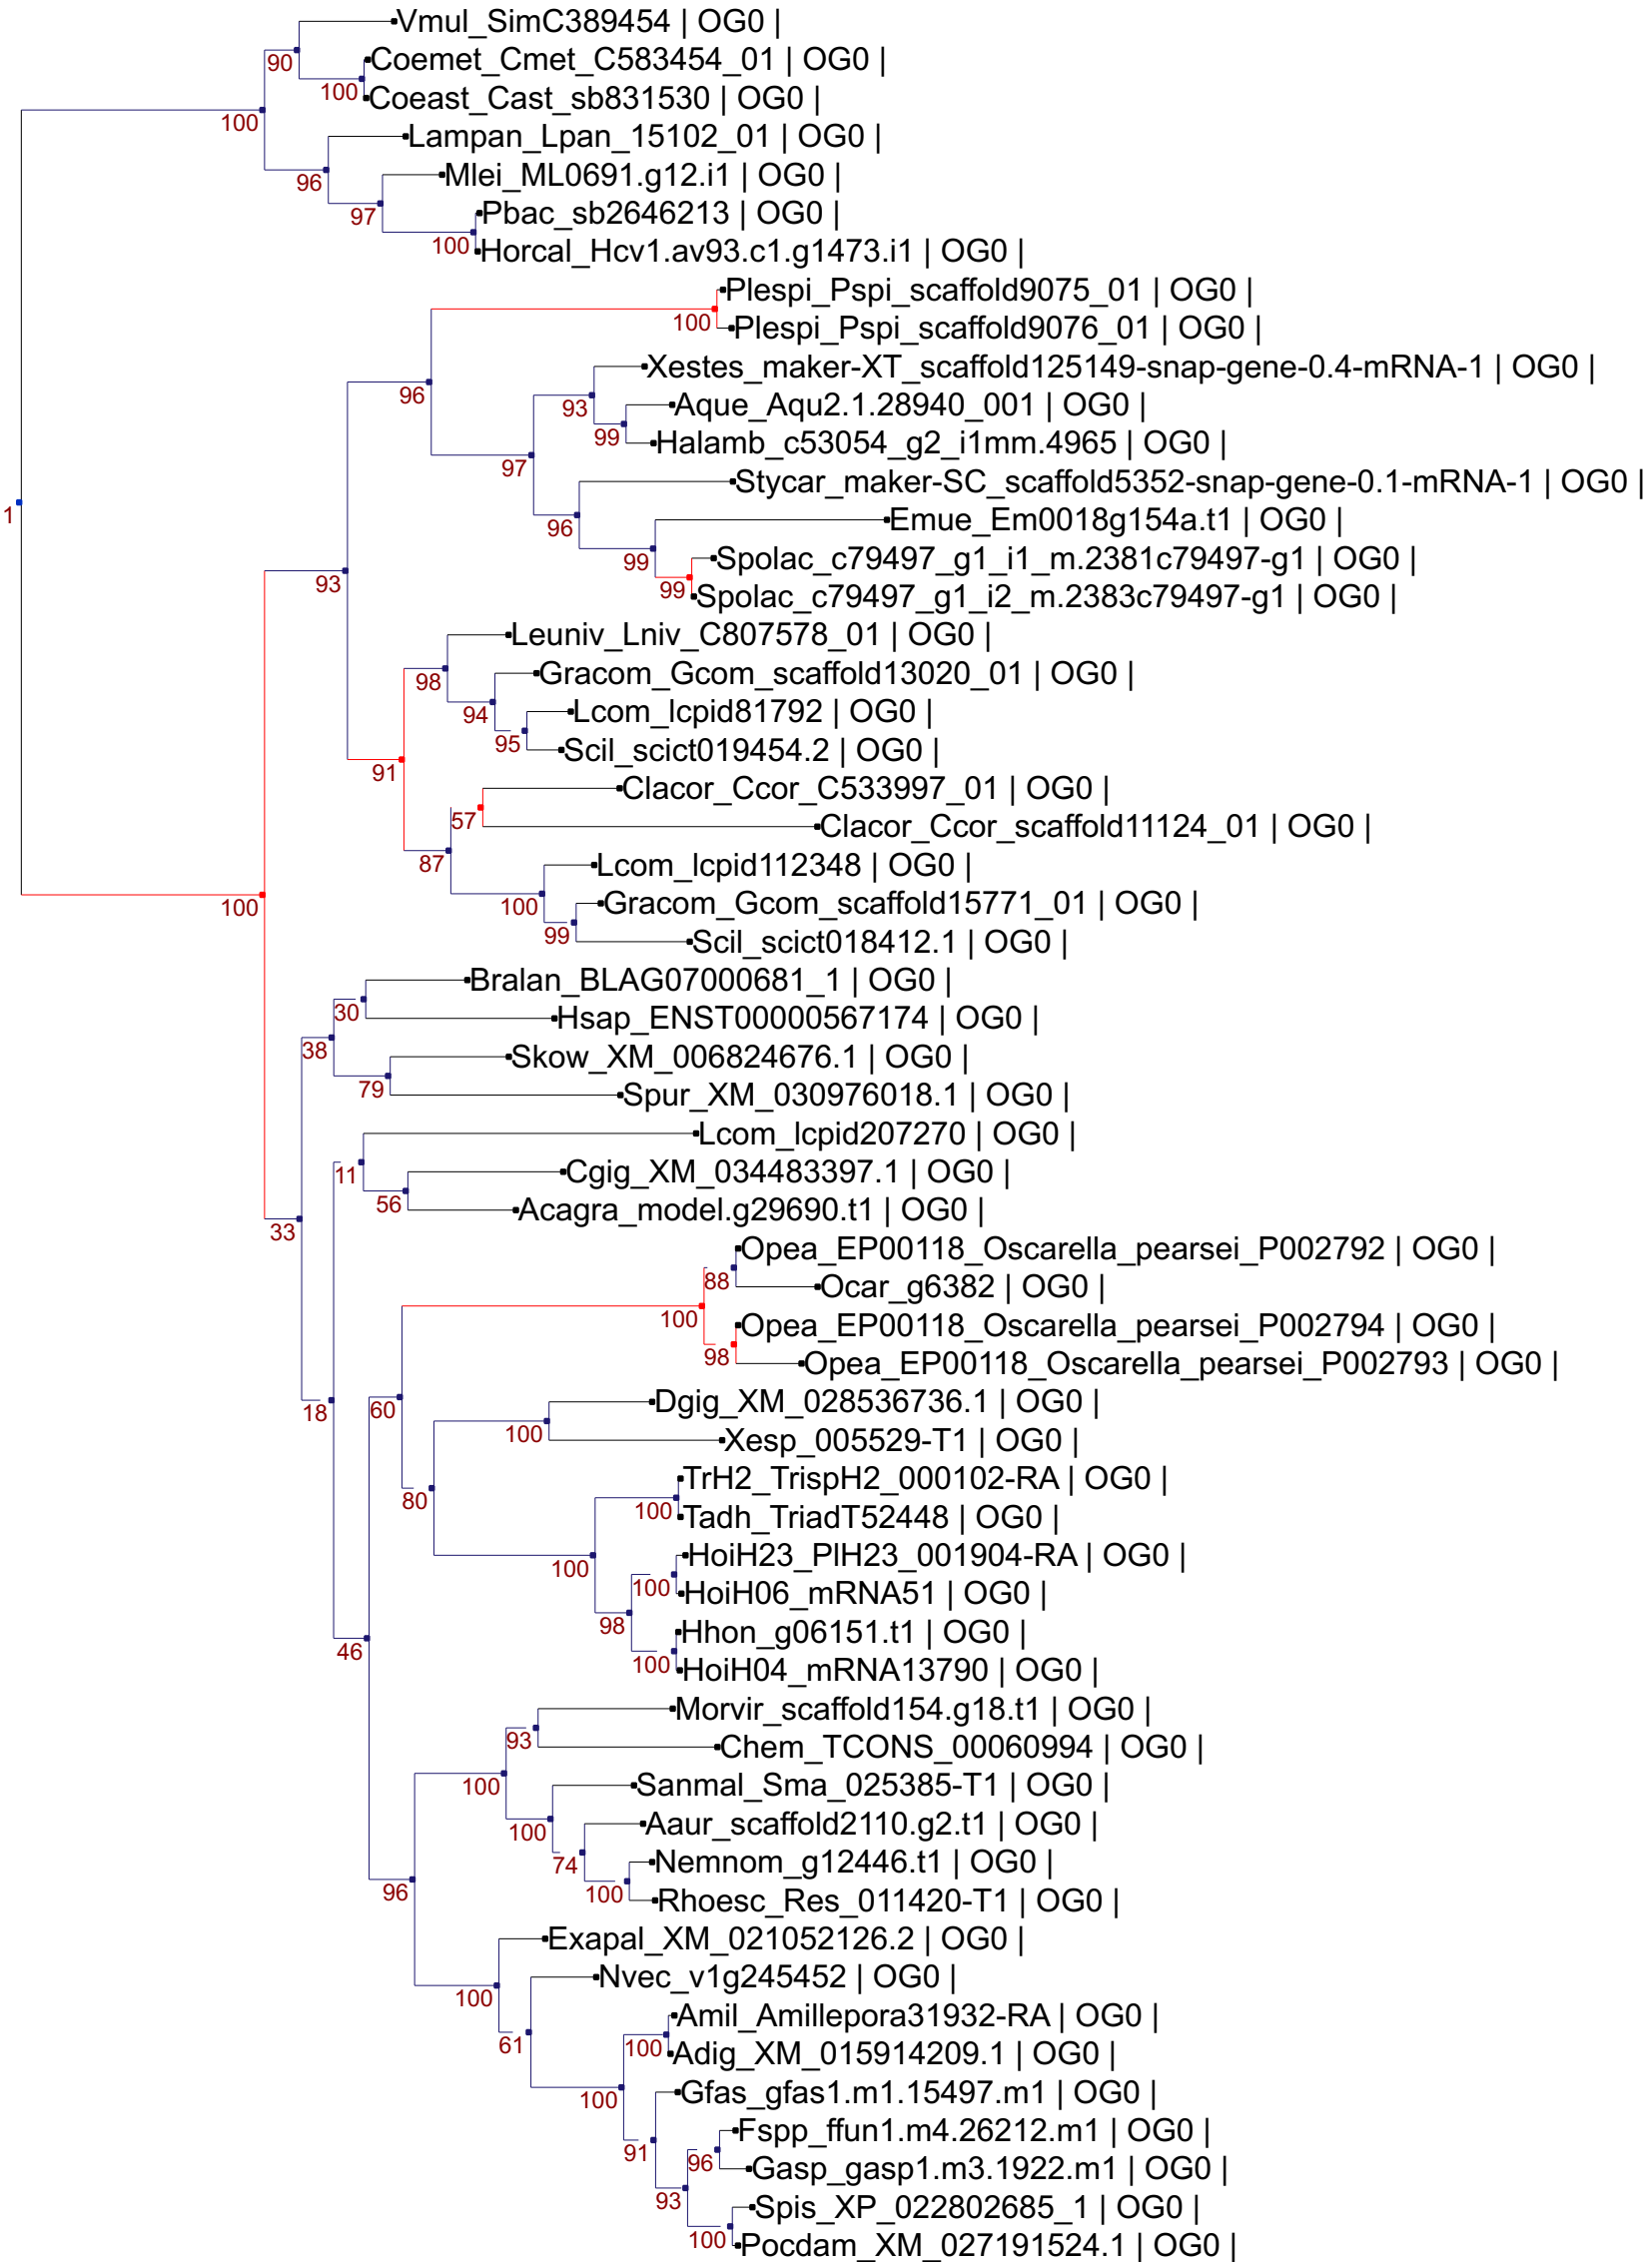 Vmul_SimC389454 | OG0 |
90
Coemet_Cmet_C583454_01 | OG0 |
100
Coeast_Cast_sb831530 | OG0 |
100
Lampan_Lpan_15102_01 | OG0 |
96
Mlei_ML0691.g12.i1 | OG0 |
97
Pbac_sb2646213 | OG0 |
100
Horcal_Hcv1.av93.c1.g1473.i1 | OG0 |
Plespi_Pspi_scaffold9075_01 | OG0 |
100
Plespi_Pspi_scaffold9076_01 | OG0 |
Xestes_maker-XT_scaffold125149-snap-gene-0.4-mRNA-1 | OG0 |
96
93
Aque_Aqu2.1.28940_001 | OG0 |
99
Halamb_c53054_g2_i1mm.4965 | OG0 |
97
Stycar_maker-SC_scaffold5352-snap-gene-0.1-mRNA-1 | OG0 |
1
96
Emue_Em0018g154a.t1 | OG0 |
99
Spolac_c79497_g1_i1_m.2381c79497-g1 | OG0 |
93
99
Spolac_c79497_g1_i2_m.2383c79497-g1 | OG0 |
Leuniv_Lniv_C807578_01 | OG0 |
98
Gracom_Gcom_scaffold13020_01 | OG0 |
94
Lcom_lcpid81792 | OG0 |
95
Scil_scict019454.2 | OG0 |
91
Clacor_Ccor_C533997_01 | OG0 |
57
Clacor_Ccor_scaffold11124_01 | OG0 |
87
Lcom_lcpid112348 | OG0 |
100
100
Gracom_Gcom_scaffold15771_01 | OG0 |
99
Scil_scict018412.1 | OG0 |
Bralan_BLAG07000681_1 | OG0 |
30
Hsap_ENST00000567174 | OG0 |
38
Skow_XM_006824676.1 | OG0 |
79
Spur_XM_030976018.1 | OG0 |
Lcom_lcpid207270 | OG0 |
11
Cgig_XM_034483397.1 | OG0 |
56
Acagra_model.g29690.t1 | OG0 |
33
Opea_EP00118_Oscarella_pearsei_P002792 | OG0 |
88
Ocar_g6382 | OG0 |
100
Opea_EP00118_Oscarella_pearsei_P002794 | OG0 |
98
Opea_EP00118_Oscarella_pearsei_P002793 | OG0 |
18
60
Dgig_XM_028536736.1 | OG0 |
100
Xesp_005529-T1 | OG0 |
TrH2_TrispH2_000102-RA | OG0 |
80
100
Tadh_TriadT52448 | OG0 |
100
HoiH23_PlH23_001904-RA | OG0 |
100
HoiH06_mRNA51 | OG0 |
98
Hhon_g06151.t1 | OG0 |
46
100
HoiH04_mRNA13790 | OG0 |
Morvir_scaffold154.g18.t1 | OG0 |
93
Chem_TCONS_00060994 | OG0 |
100
Sanmal_Sma_025385-T1 | OG0 |
100
Aaur_scaffold2110.g2.t1 | OG0 |
74
Nemnom_g12446.t1 | OG0 |
96
100
Rhoesc_Res_011420-T1 | OG0 |
Exapal_XM_021052126.2 | OG0 |
100
Nvec_v1g245452 | OG0 |
Amil_Amillepora31932-RA | OG0 |
61
100
Adig_XM_015914209.1 | OG0 |
100
Gfas_gfas1.m1.15497.m1 | OG0 |
Fspp_ffun1.m4.26212.m1 | OG0 |
91
96
Gasp_gasp1.m3.1922.m1 | OG0 |
93
Spis_XP_022802685_1 | OG0 |
100
Pocdam_XM_027191524.1 | OG0 |